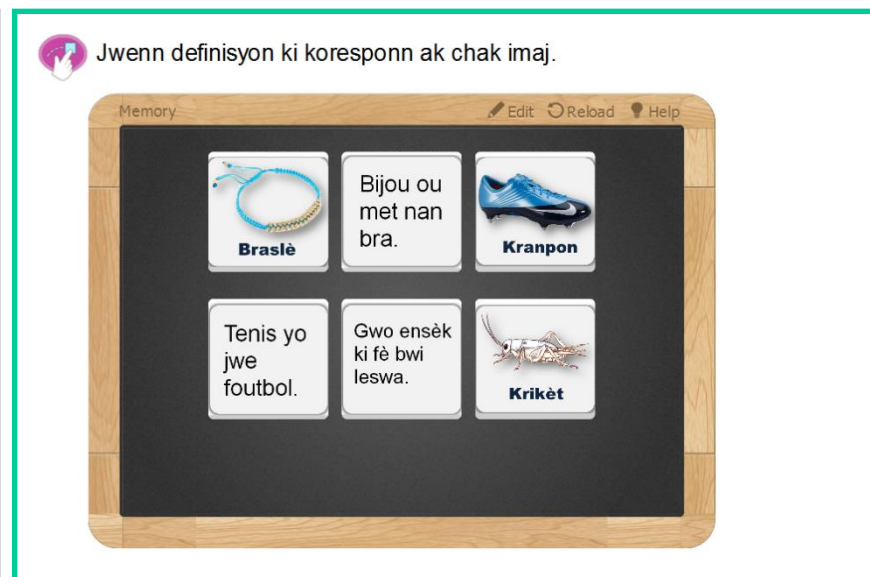 Jwenn definisyon ki koresponn ak chak imaj.
Memory
Edit Reload Help
Braslè
Bijou ou
met nan
bra.
Kranpon
Tenis yo
jwe
foutbol.
Gwo ensèk
ki fè bwi
leswa.
Krikèt